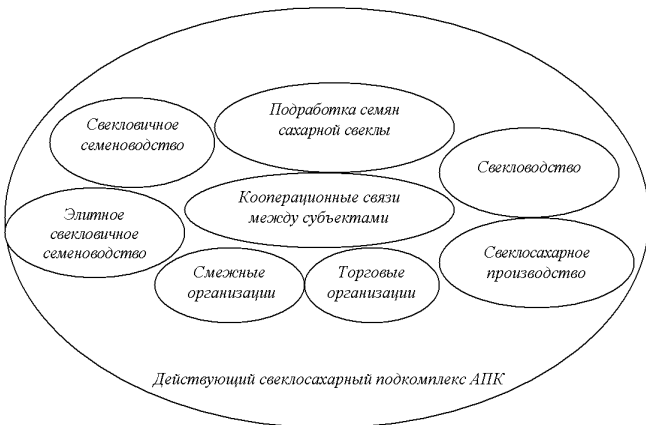 Подработка семян
сахарной свеклы
Свекловичное
семеноводство
Свекловодство
Кооперационные связи
между субъектами
Элитное
свекловичное
семеноводство
Свеклосахарное
производство
Смежные
организации
Торговые
организации
Действующий свеклосахарный подкомплекс АПК